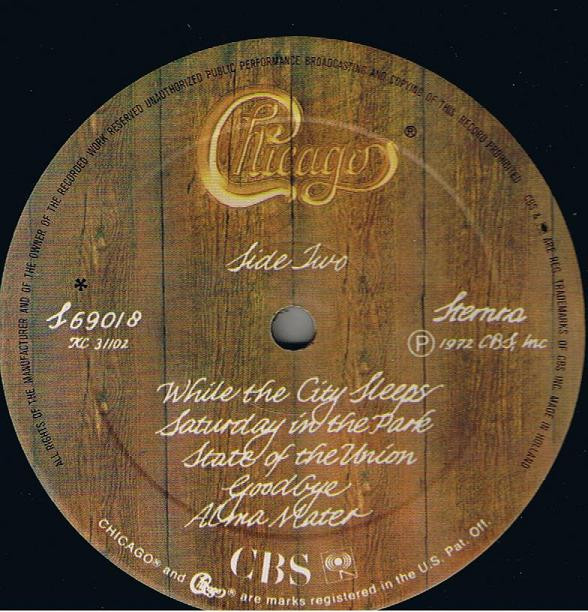 ALL RIGHTS OF THE MANUFACTURER AND OF THE OWNER OF THE RECORDED WORK RESERVED UNAUTHORIZED PUBLIC PERFORMANCE BROADCASTING AND COPYING OF THIS RECORD PROHIBITED
CBS & ARE REG. TRADEMARKS OF CBS. INC. MADE IN HOLLAND
Chicago®
Side Two
*
S 69018
KC 31102
Stemra
Ⓟ 1972 CBS, Inc
While the City Sleeps
Saturday in the Park
State of the Union
Goodbye
Alma Mater
CBS
CHICAGO® and Chicago® are marks registered in the U.S. Pat. Off.